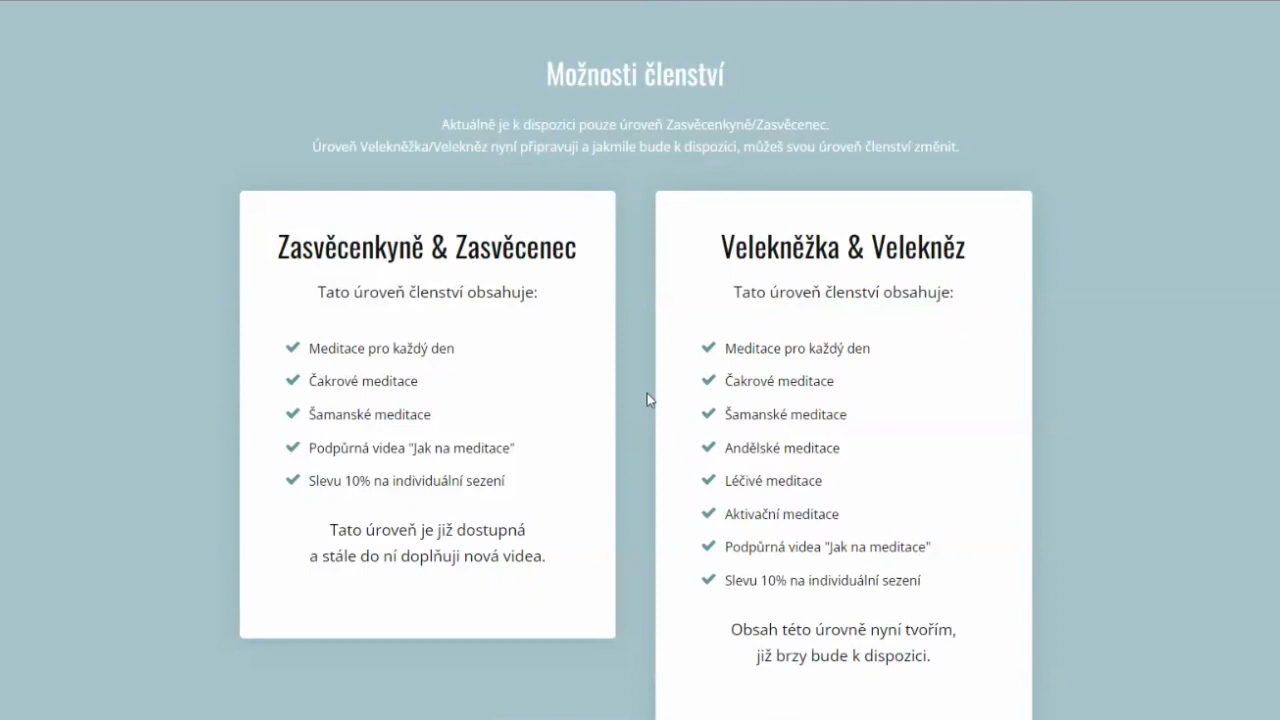 Možnosti členství
Aktuálně je k dispozici pouze úroveň Zasvěcenkyně/Zasvěcenec.
Úroveň Velekněžka/Velekněz nyní připravuji a jakmile bude k dispozici, můžeš svou úroveň členství změnit.
Zasvěcenkyně & Zasvěcenec
Tato úroveň členství obsahuje:
Meditace pro každý den
Čakrové meditace
Šamanské meditace
Podpůrná videa "Jak na meditace"
Slevu 10% na individuální sezení
Tato úroveň je již dostupná
a stále do ní doplňuji nová videa.
Velekněžka & Velekněz
Tato úroveň členství obsahuje:
Meditace pro každý den
Čakrové meditace
Šamanské meditace
Andělské meditace
Léčivé meditace
Aktivační meditace
Podpůrná videa "Jak na meditace"
Slevu 10% na individuální sezení
Obsah této úrovně nyní tvořím,
již brzy bude k dispozici.